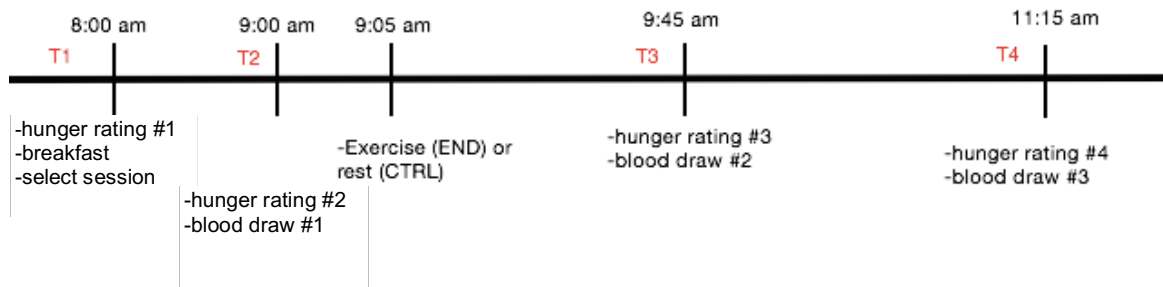 8:00 am
9:00 am
9:05 am
9:45 am
11:15 am
T1
T2
T3
T4
-hunger rating #1
-breakfast
-select session
-hunger rating #2
-blood draw #1
-Exercise (END) or
rest (CTRL)
-hunger rating #3
-blood draw #2
-hunger rating #4
-blood draw #3